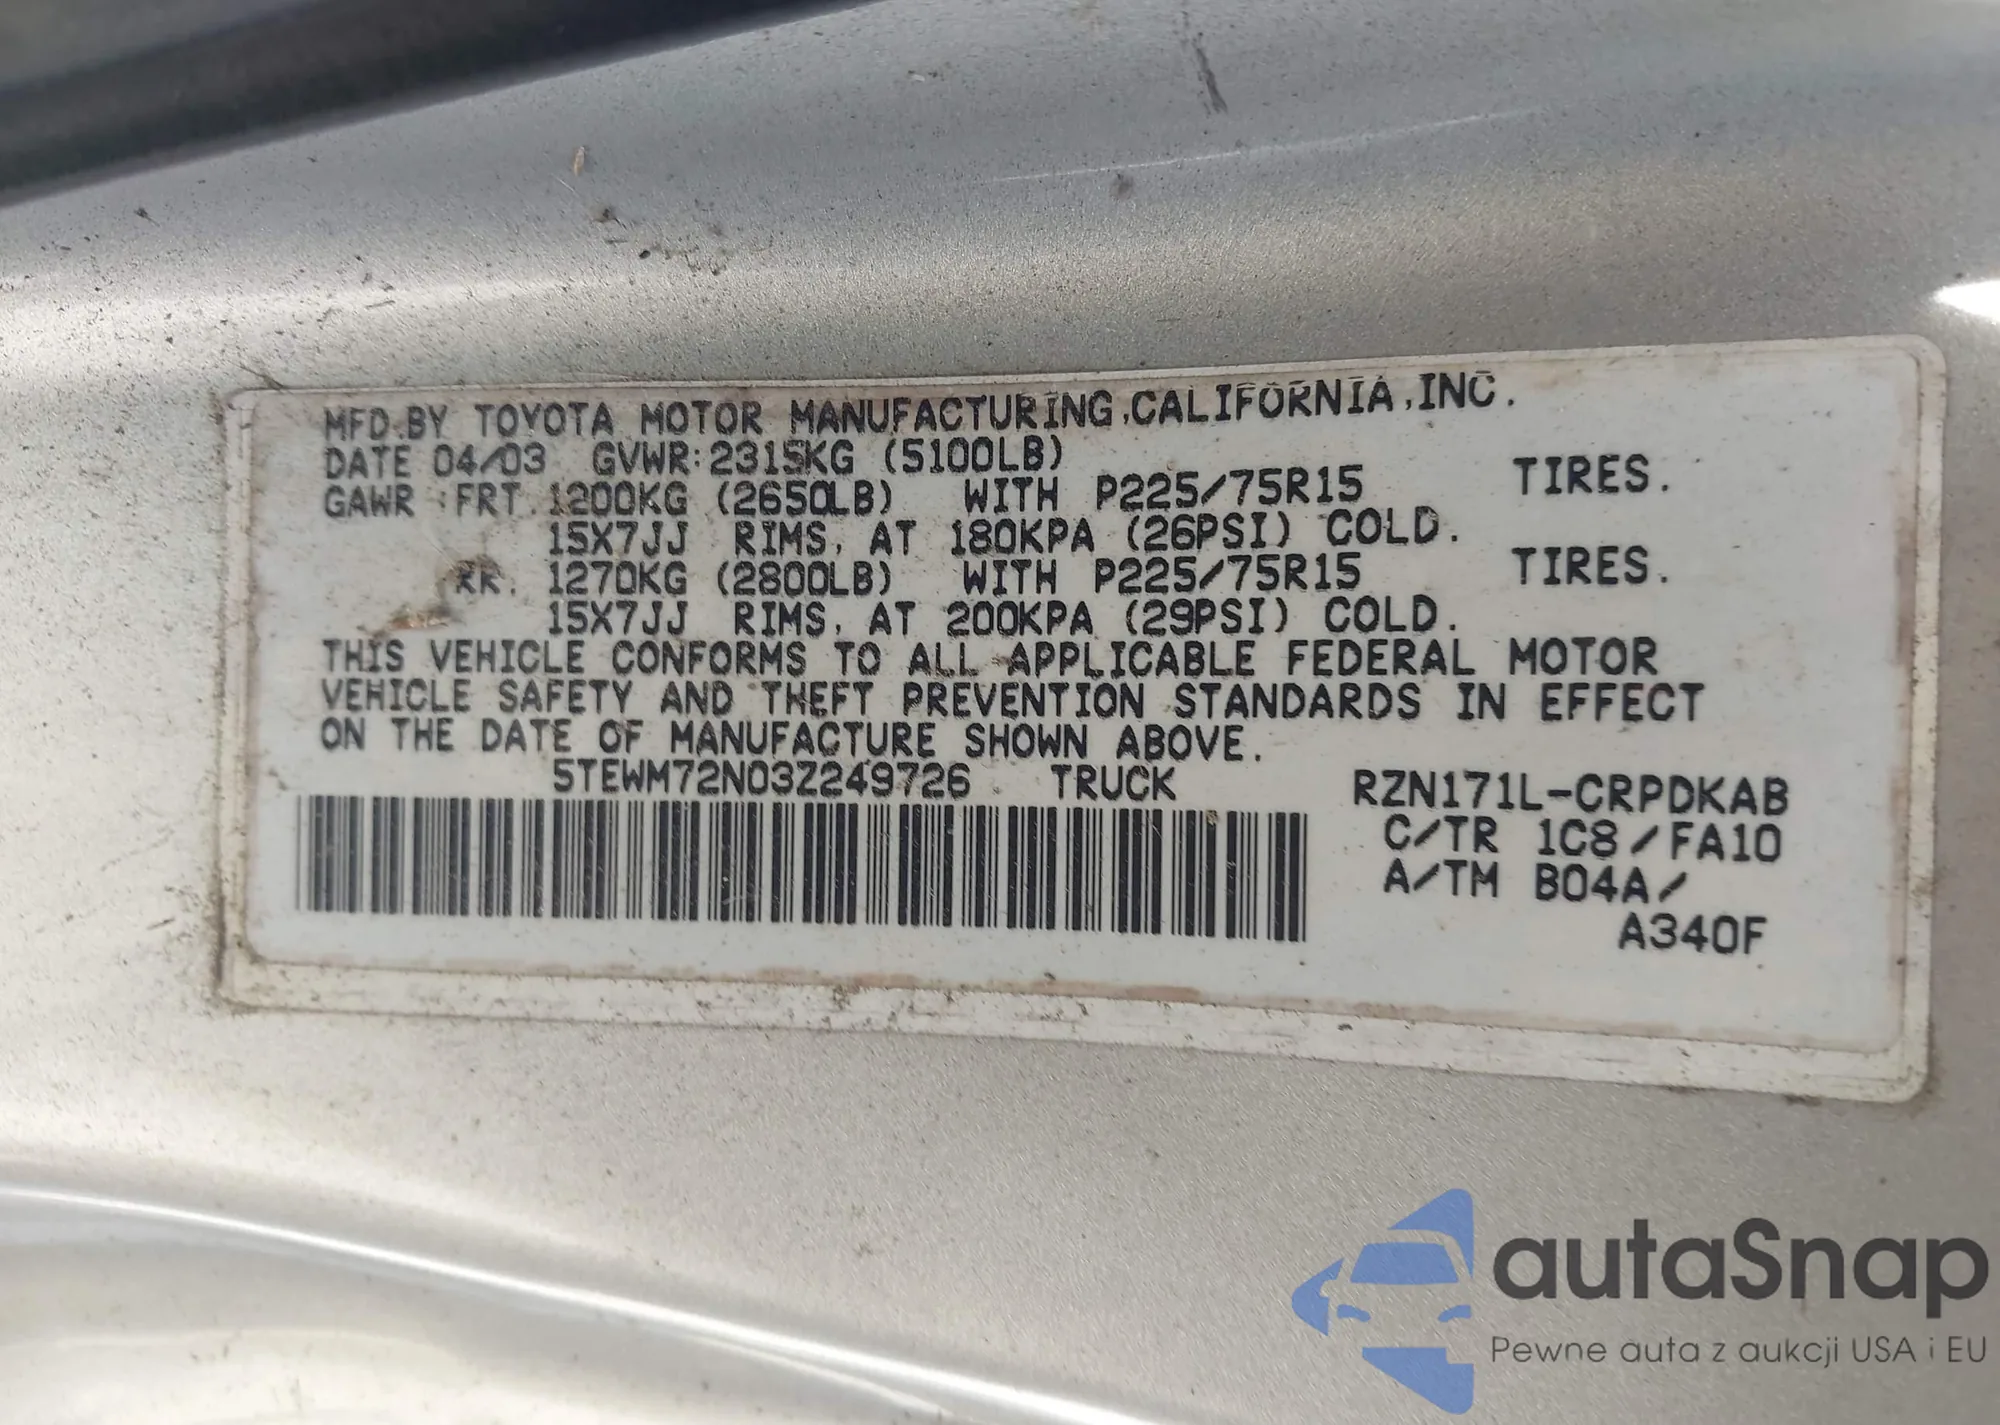 MFD.BY TOYOTA MOTOR MANUFACTURING,CALIFORNIA,INC.
DATE 04/03 GVWR:2315KG (5100LB)
GAWR :FRT. 1200KG (2650LB) WITH P225/75R15 TIRES.
15X7JJ RIMS, AT 180KPA (26PSI) COLD.
RR. 1270KG (2800LB) WITH P225/75R15 TIRES.
15X7JJ RIMS, AT 200KPA (29PSI) COLD.
THIS VEHICLE CONFORMS TO ALL APPLICABLE FEDERAL MOTOR
VEHICLE SAFETY AND THEFT PREVENTION STANDARDS IN EFFECT
ON THE DATE OF MANUFACTURE SHOWN ABOVE.
5TEWM72N03Z249726 TRUCK RZN171L-CRPDKAB
C/TR 1C8/FA10
A/TM B04A/
A340F
autaSnap
Pewne auta z aukcji USA i EU